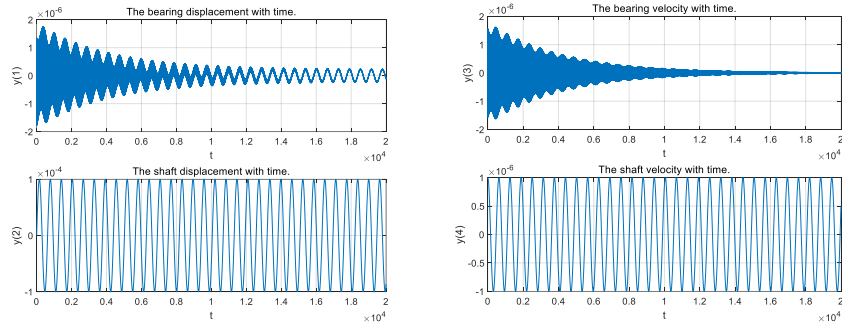 ×10⁻⁶ The bearing displacement with time.
2
1
0
-1
-2
y(1)
0 0.2 0.4 0.6 0.8 1 1.2 1.4 1.6 1.8 2
t
×10⁴
×10⁻⁶ The bearing velocity with time.
2
1
0
-1
-2
y(3)
0 0.2 0.4 0.6 0.8 1 1.2 1.4 1.6 1.8 2
t
×10⁴
×10⁻⁴ The shaft displacement with time.
1
0
-1
y(2)
0 0.2 0.4 0.6 0.8 1 1.2 1.4 1.6 1.8 2
t
×10⁴
×10⁻⁶ The shaft velocity with time.
1
0.5
0
-0.5
-1
y(4)
0 0.2 0.4 0.6 0.8 1 1.2 1.4 1.6 1.8 2
t
×10⁴